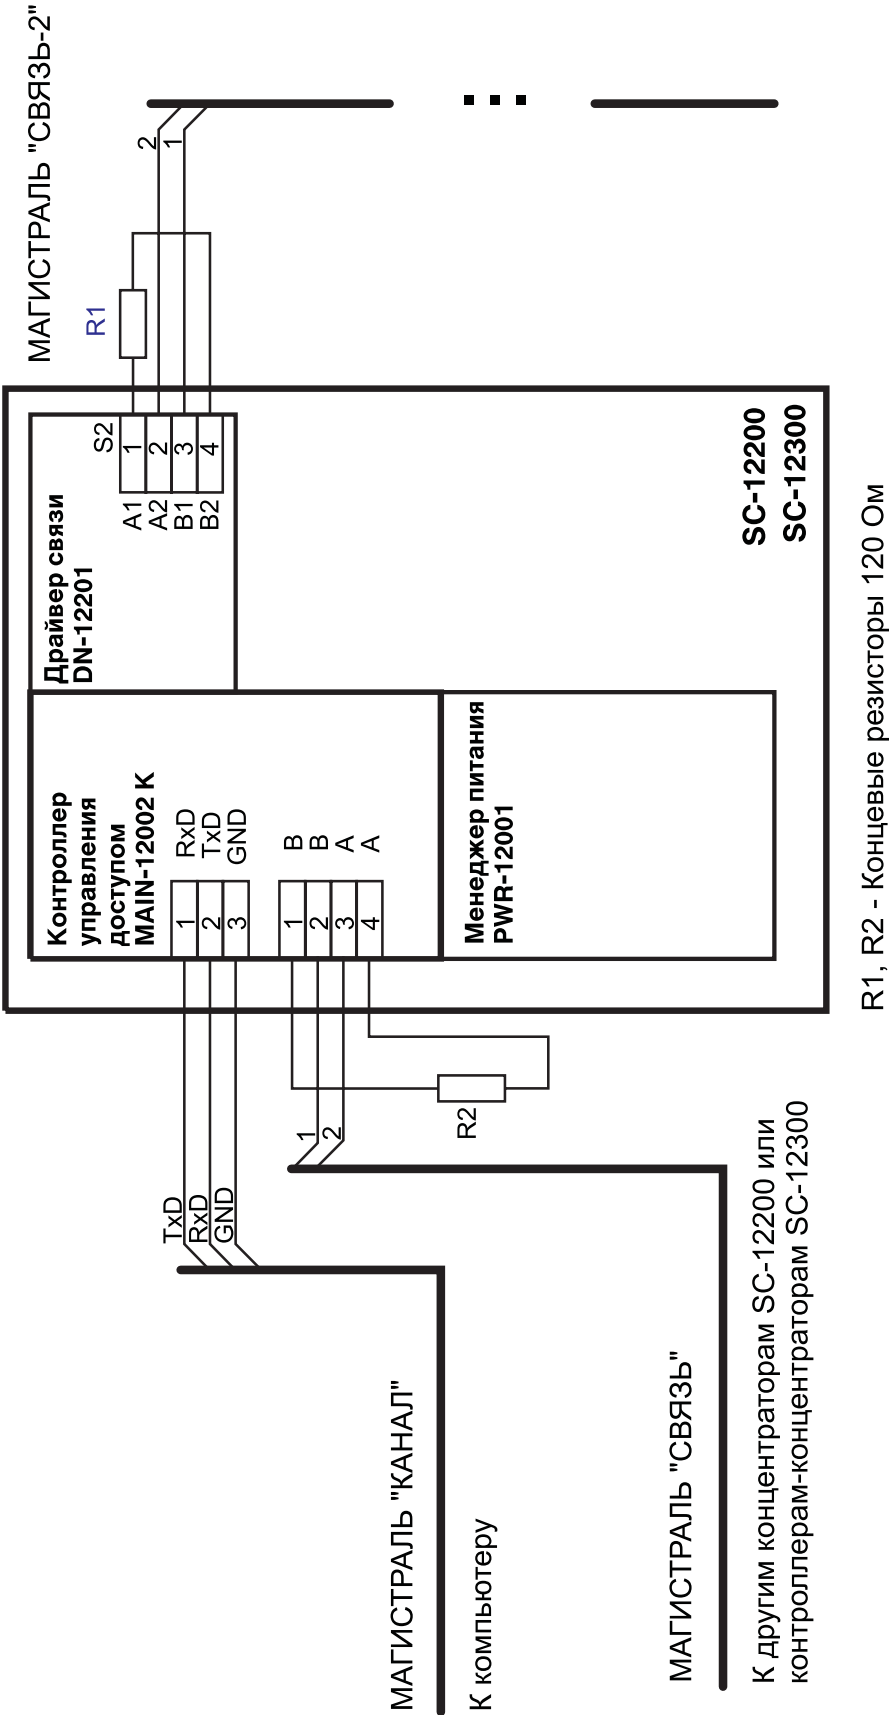 МАГИСТРАЛЬ "СВЯЗЬ-2"
2
1
R1
S2
1
2
3
4
A1
A2
B1
B2
Драйвер связи
DN-12201
SC-12200
SC-12300
Контроллер
управления
доступом
MAIN-12002 K
RxD
TxD
GND
1
2
3
B
B
A
A
1
2
3
4
Менеджер питания
PWR-12001
R2
1
2
TxD
RxD
GND
МАГИСТРАЛЬ "КАНАЛ"
К компьютеру
МАГИСТРАЛЬ "СВЯЗЬ"
К другим концентраторам SC-12200 или
контроллерам-концентраторам SC-12300
R1, R2 - Концевые резисторы 120 Ом